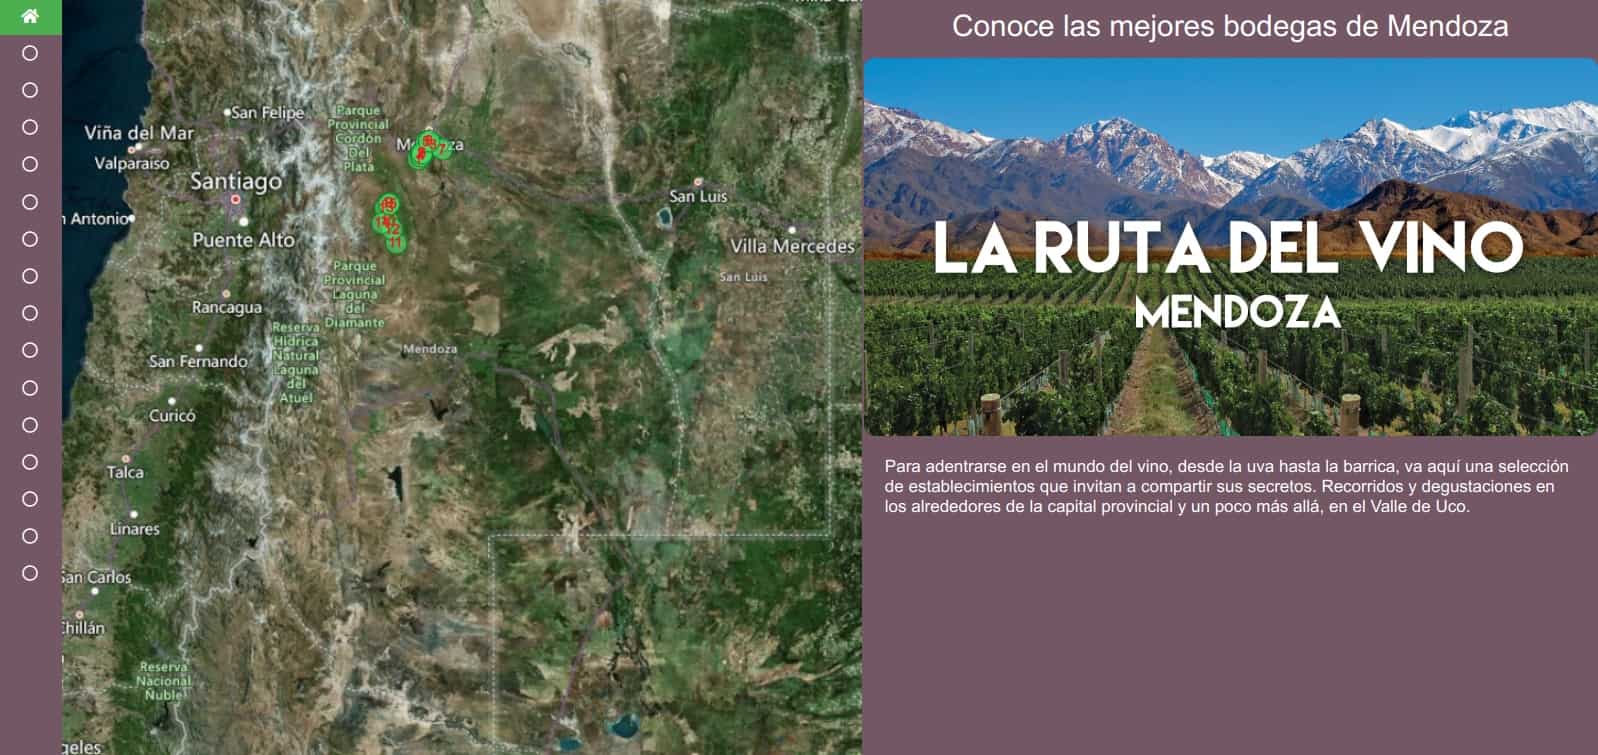 Conoce las mejores bodegas de Mendoza
LA RUTA DEL VINO
MENDOZA
Para adentrarse en el mundo del vino, desde la uva hasta la barrica, va aquí una selección
de establecimientos que invitan a compartir sus secretos. Recorridos y degustaciones en
los alrededores de la capital provincial y un poco más allá, en el Valle de Uco.
San Felipe
Viña del Mar
Valparaíso
Santiago
Antonio
Puente Alto
Rancagua
San Fernando
Curicó
Talca
Linares
San Carlos
Chillán
Reserva
Nacional
Ñuble
Parque
Provincial
Cordón
Del
Plata
7
11
Parque
Provincial
Laguna
del
Diamante
Reserva
Hídrica
Natural
Laguna
del
Atuel
Mendoza
San Luis
Villa Mercedes
San Luis